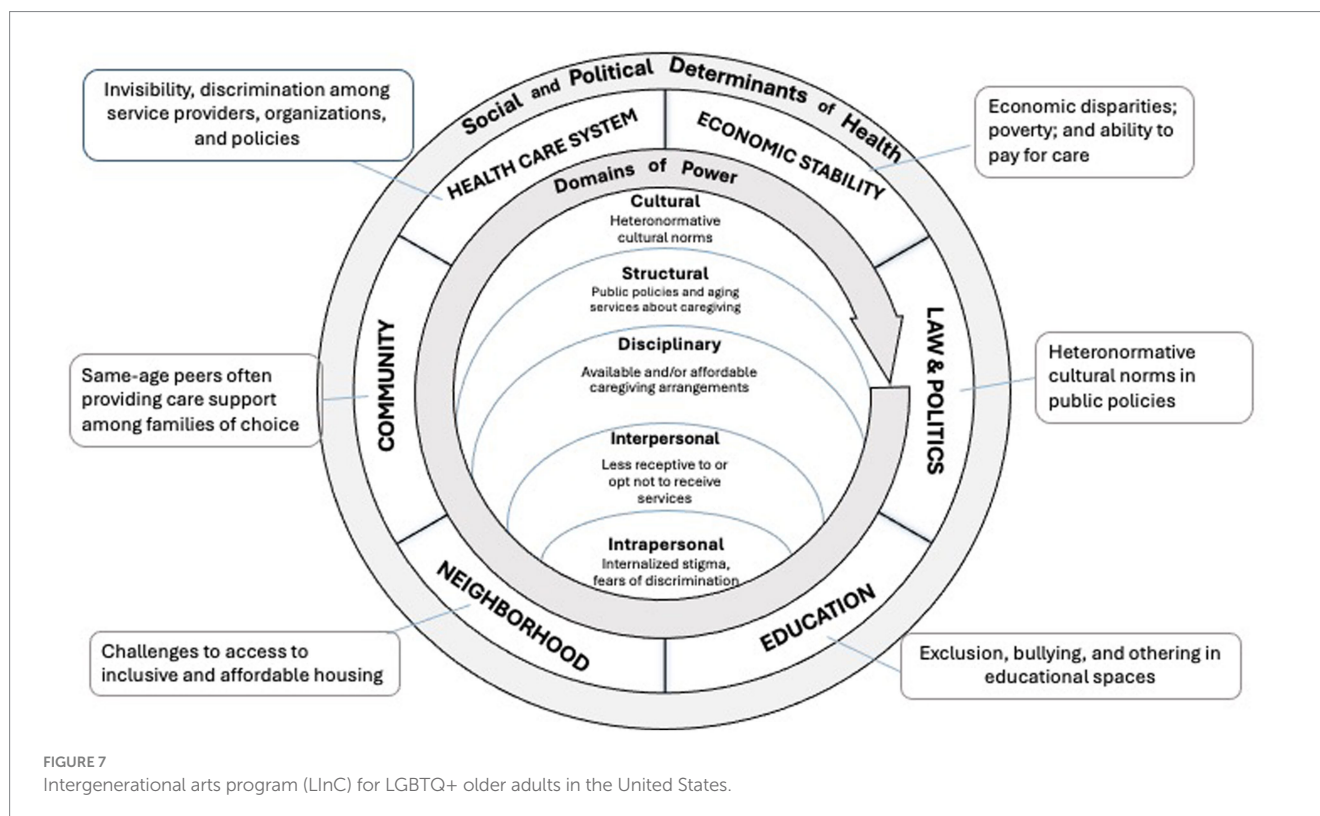 Social and Political Determinants of Health
Invisibility, discrimination among
service providers, organizations,
and policies
HEALTH CARE SYSTEM
ECONOMIC STABILITY
Economic disparities;
poverty; and ability to
pay for care
Domains of Power
Cultural
Heteronormative
cultural norms
Structural
Public policies and aging
services about caregiving
Disciplinary
Available and/or affordable
caregiving arrangements
Interpersonal
Less receptive to or
opt not to receive
services
Intrapersonal
Internalized stigma,
fears of discrimination
COMMUNITY
Same-age peers often
providing care support
among families of choice
LAW & POLITICS
Heteronormative
cultural norms in
public policies
NEIGHBORHOOD
Challenges to access to
inclusive and affordable housing
EDUCATION
Exclusion, bullying, and othering in
educational spaces
FIGURE 7
Intergenerational arts program (LInC) for LGBTQ+ older adults in the United States.